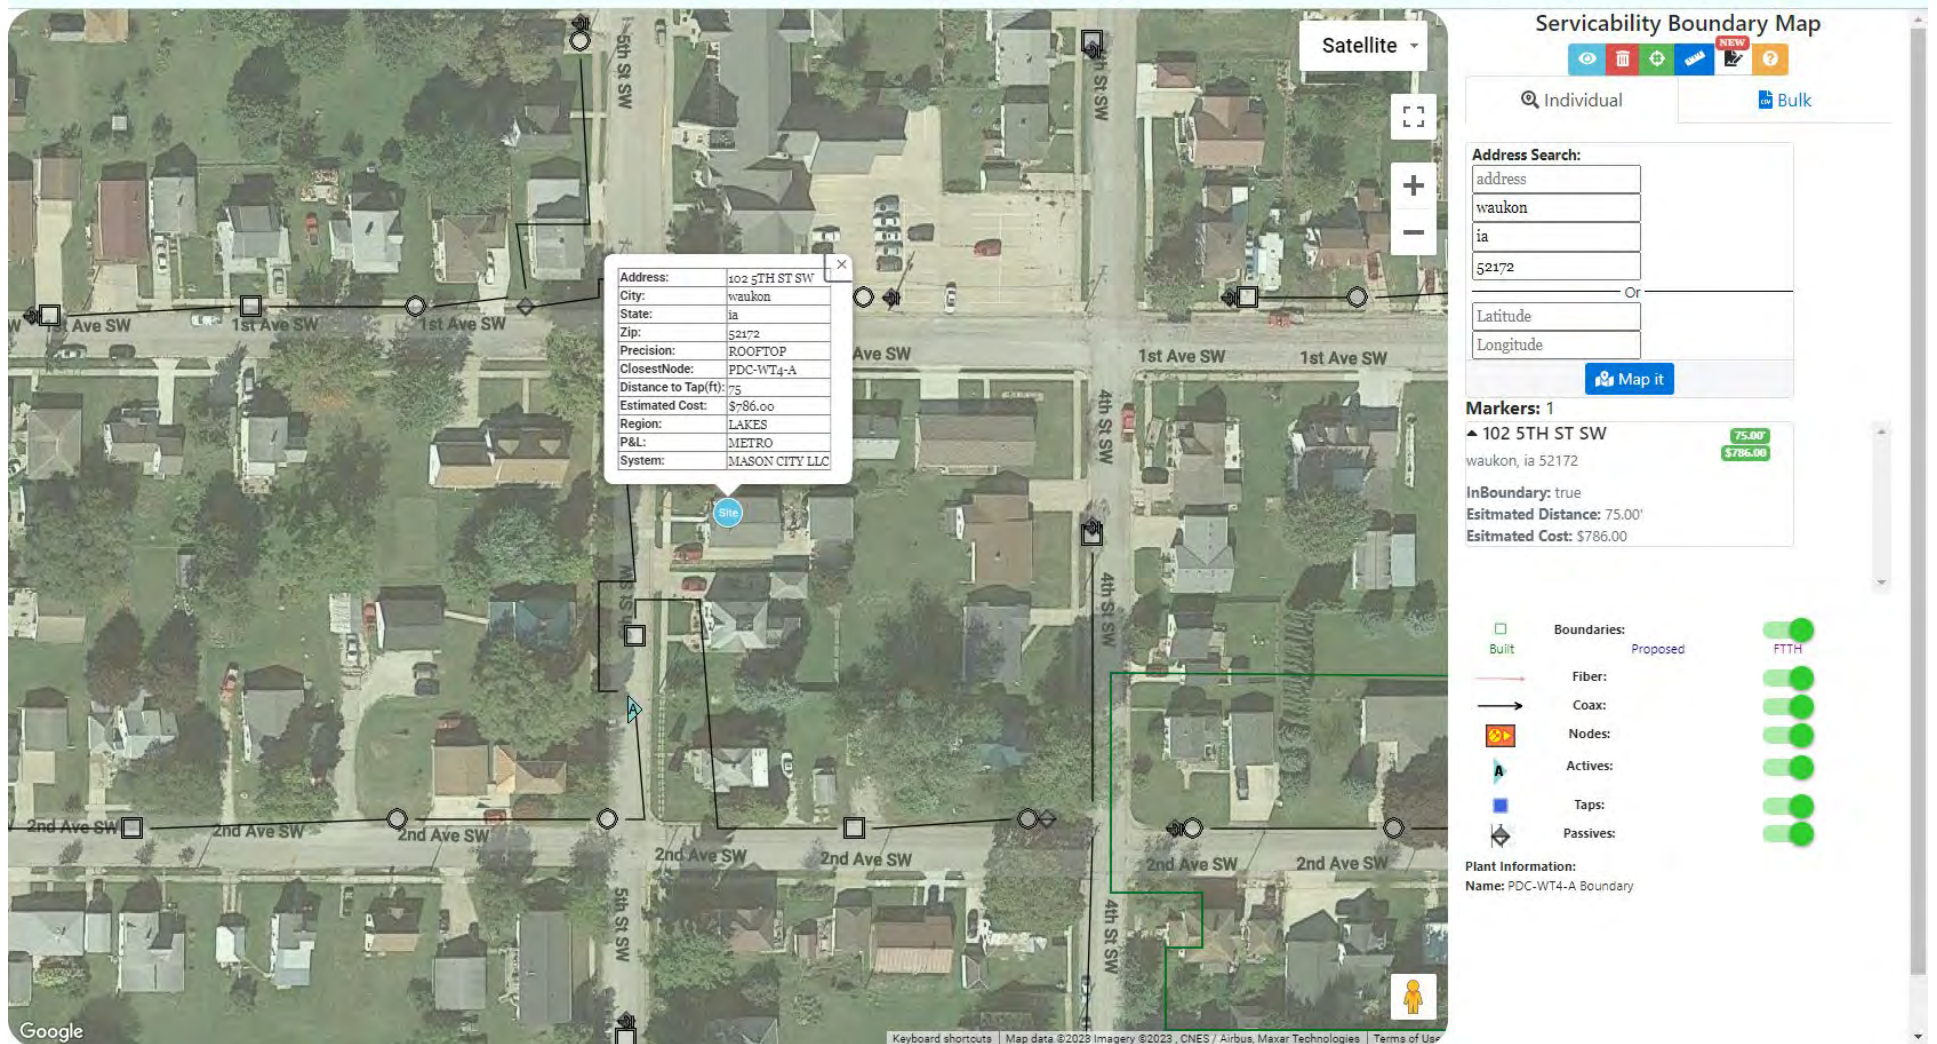 Servicability Boundary Map
NEW
Individual
Bulk
Address Search:
address
waukon
ia
52172
Or
Latitude
Longitude
Map it
Markers: 1
102 5TH ST SW
75.00'
$786.00
waukon, ia 52172
InBoundary: true
Esitmated Distance: 75.00'
Esitmated Cost: $786.00
Boundaries:
Built
Proposed
FTTH
Fiber:
Coax:
Nodes:
A
Actives:
Taps:
Passives:
Plant Information:
Name: PDC-WT4-A Boundary
Satellite
5th St SW
h St SW
Address: 102 5TH ST SW
City: waukon
State: ia
Zip: 52172
Precision: ROOFTOP
ClosestNode: PDC-WT4-A
Distance to Tap(ft): 75
Estimated Cost: $786.00
Region: LAKES
P&L: METRO
System: MASON CITY LLC
W
st Ave SW
1st Ave SW
1st Ave SW
Ave SW
1st Ave SW
1st Ave SW
4th St SW
Site
4th St SW
A
2nd Ave SW
2nd Ave SW
2nd Ave SW
2nd Ave SW
2nd Ave SW
2nd Ave SW
2nd Ave SW
5th St SW
4th St SW
Google
Keyboard shortcuts
Map data ©2023 Imagery ©2023 , CNES / Airbus, Maxar Technologies
Terms of Use